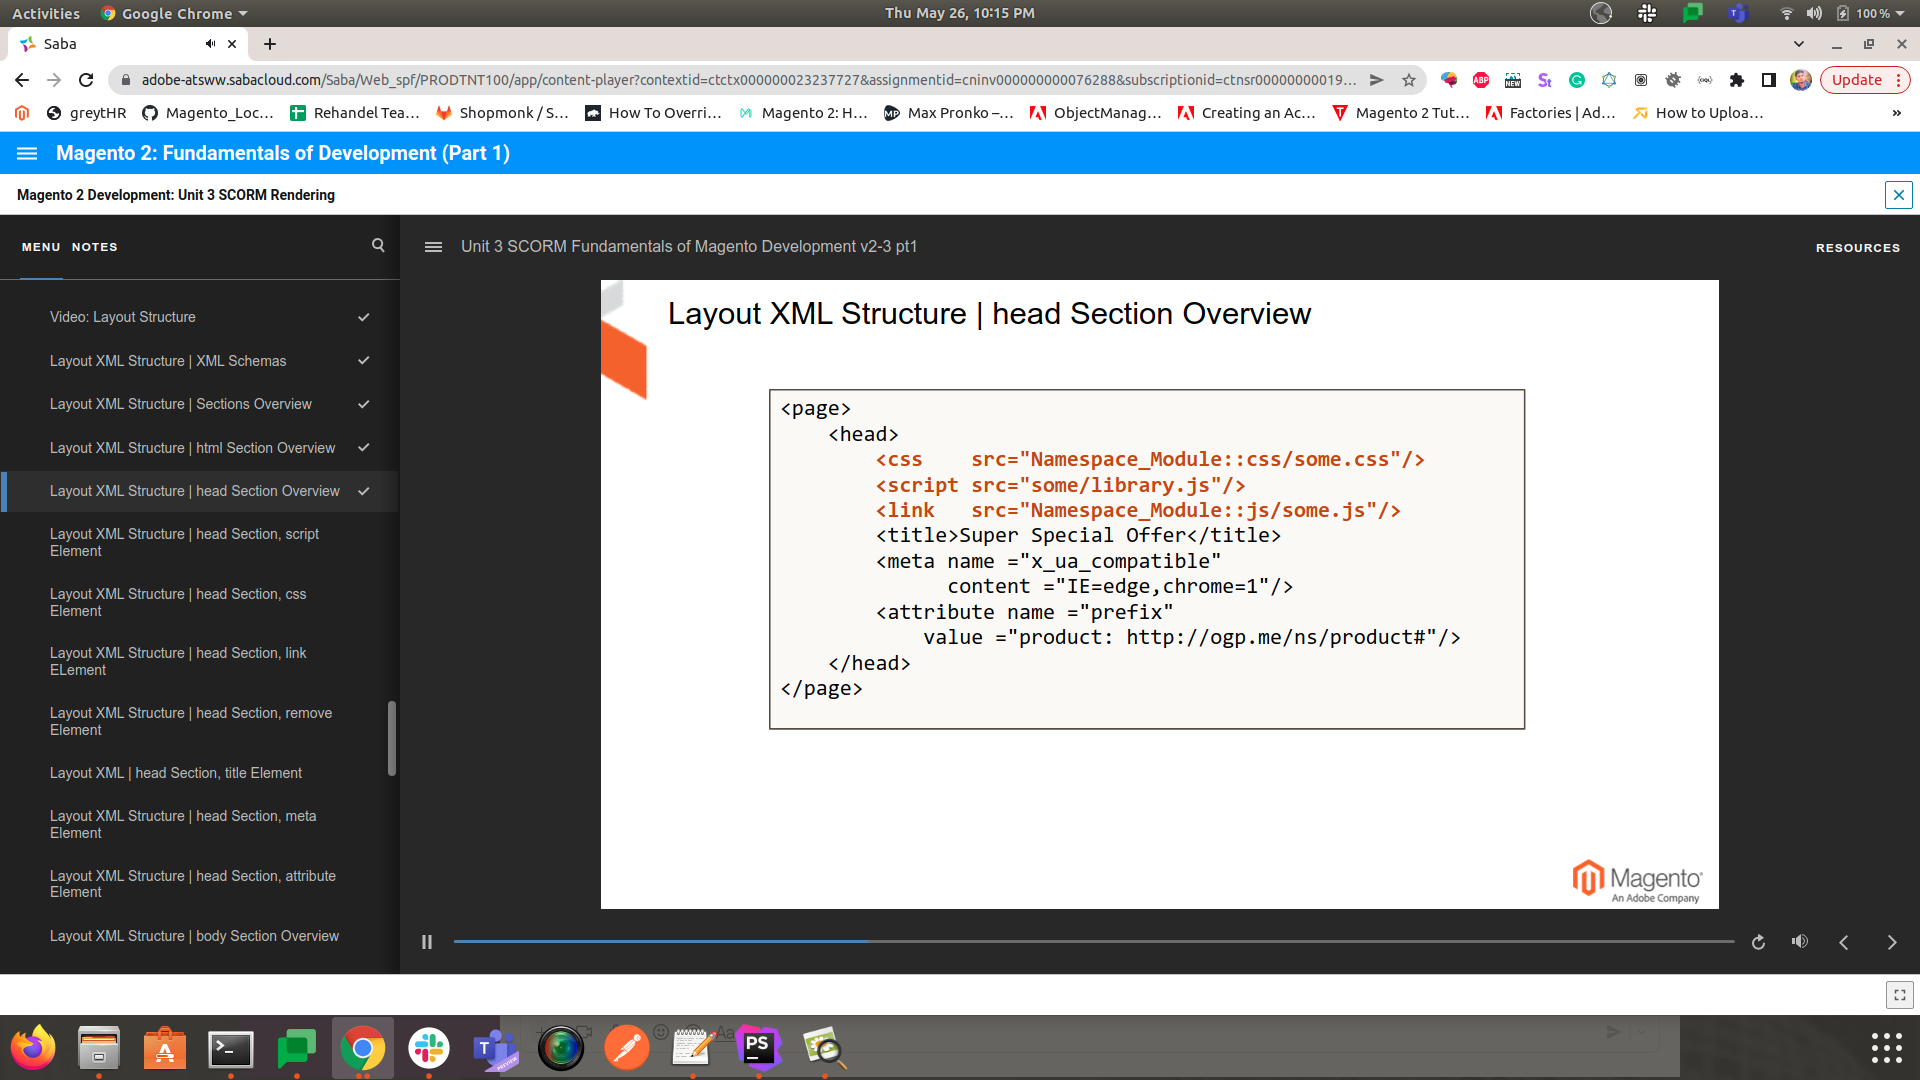 Activities
Google Chrome
Thu May 26, 10:15 PM
100 %
Saba
adobe-atsww.sabacloud.com/Saba/Web_spf/PRODTNT100/app/content-player?contextid=ctctx000000023237727&assignmentid=cninv000000000076288&subscriptionid=ctnsr00000000019...
ABP
NEW
Update
greytHR
Magento_Loc...
Rehandel Tea...
Shopmonk / S...
How To Overri...
Magento 2: H...
Max Pronko –...
ObjectManag...
Creating an Ac...
Magento 2 Tut...
Factories | Ad...
How to Uploa...
»
Magento 2: Fundamentals of Development (Part 1)
Magento 2 Development: Unit 3 SCORM Rendering
MENU NOTES
Unit 3 SCORM Fundamentals of Magento Development v2-3 pt1
RESOURCES
Video: Layout Structure
Layout XML Structure | XML Schemas
Layout XML Structure | Sections Overview
Layout XML Structure | html Section Overview
Layout XML Structure | head Section Overview
Layout XML Structure | head Section, script
Element
Layout XML Structure | head Section, css
Element
Layout XML Structure | head Section, link
ELement
Layout XML Structure | head Section, remove
Element
Layout XML | head Section, title Element
Layout XML Structure | head Section, meta
Element
Layout XML Structure | head Section, attribute
Element
Layout XML Structure | body Section Overview
Layout XML Structure | head Section Overview
<page>
<head>
<css src="Namespace_Module::css/some.css"/>
<script src="some/library.js"/>
<link src="Namespace_Module::js/some.js"/>
<title>Super Special Offer</title>
<meta name ="x_ua_compatible"
content ="IE=edge,chrome=1"/>
<attribute name ="prefix"
value ="product: http://ogp.me/ns/product#"/>
</head>
</page>
Magento
An Adobe Company
PS